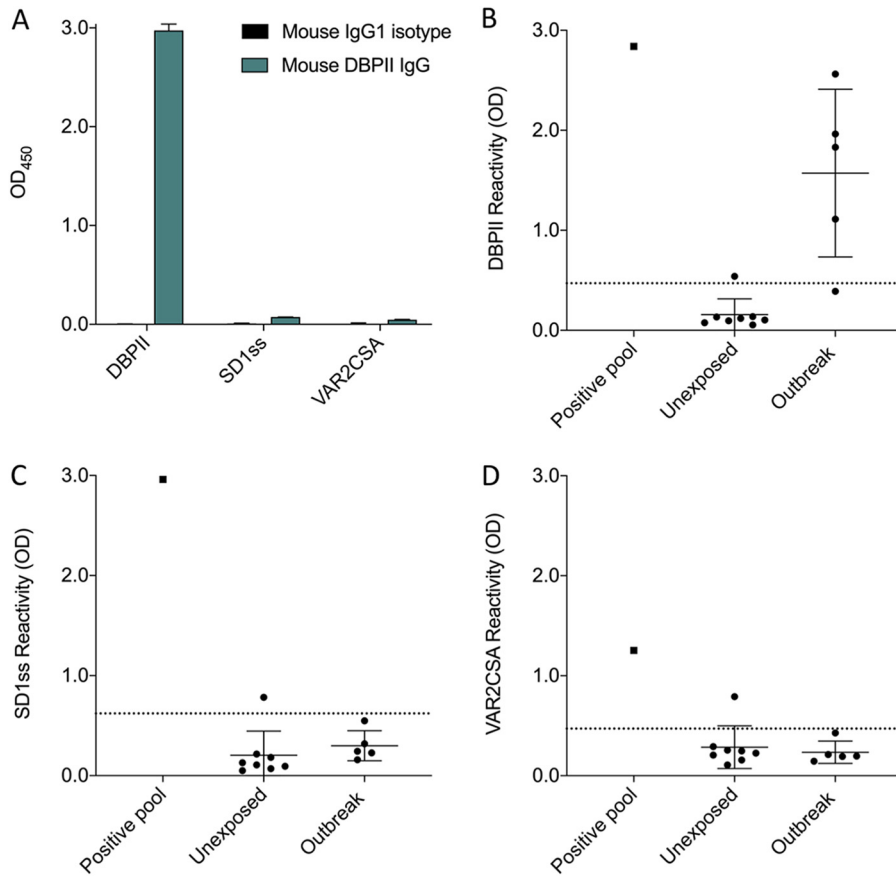 A
OD450
3.0
2.0
1.0
0.0
Mouse IgG1 isotype
Mouse DBPII IgG
DBPII
SD1ss
VAR2CSA
B
DBPII Reactivity (OD)
3.0
2.0
1.0
0.0
Positive pool
Unexposed
Outbreak
C
SD1ss Reactivity (OD)
3.0
2.0
1.0
0.0
Positive pool
Unexposed
Outbreak
D
VAR2CSA Reactivity (OD)
3.0
2.0
1.0
0.0
Positive pool
Unexposed
Outbreak